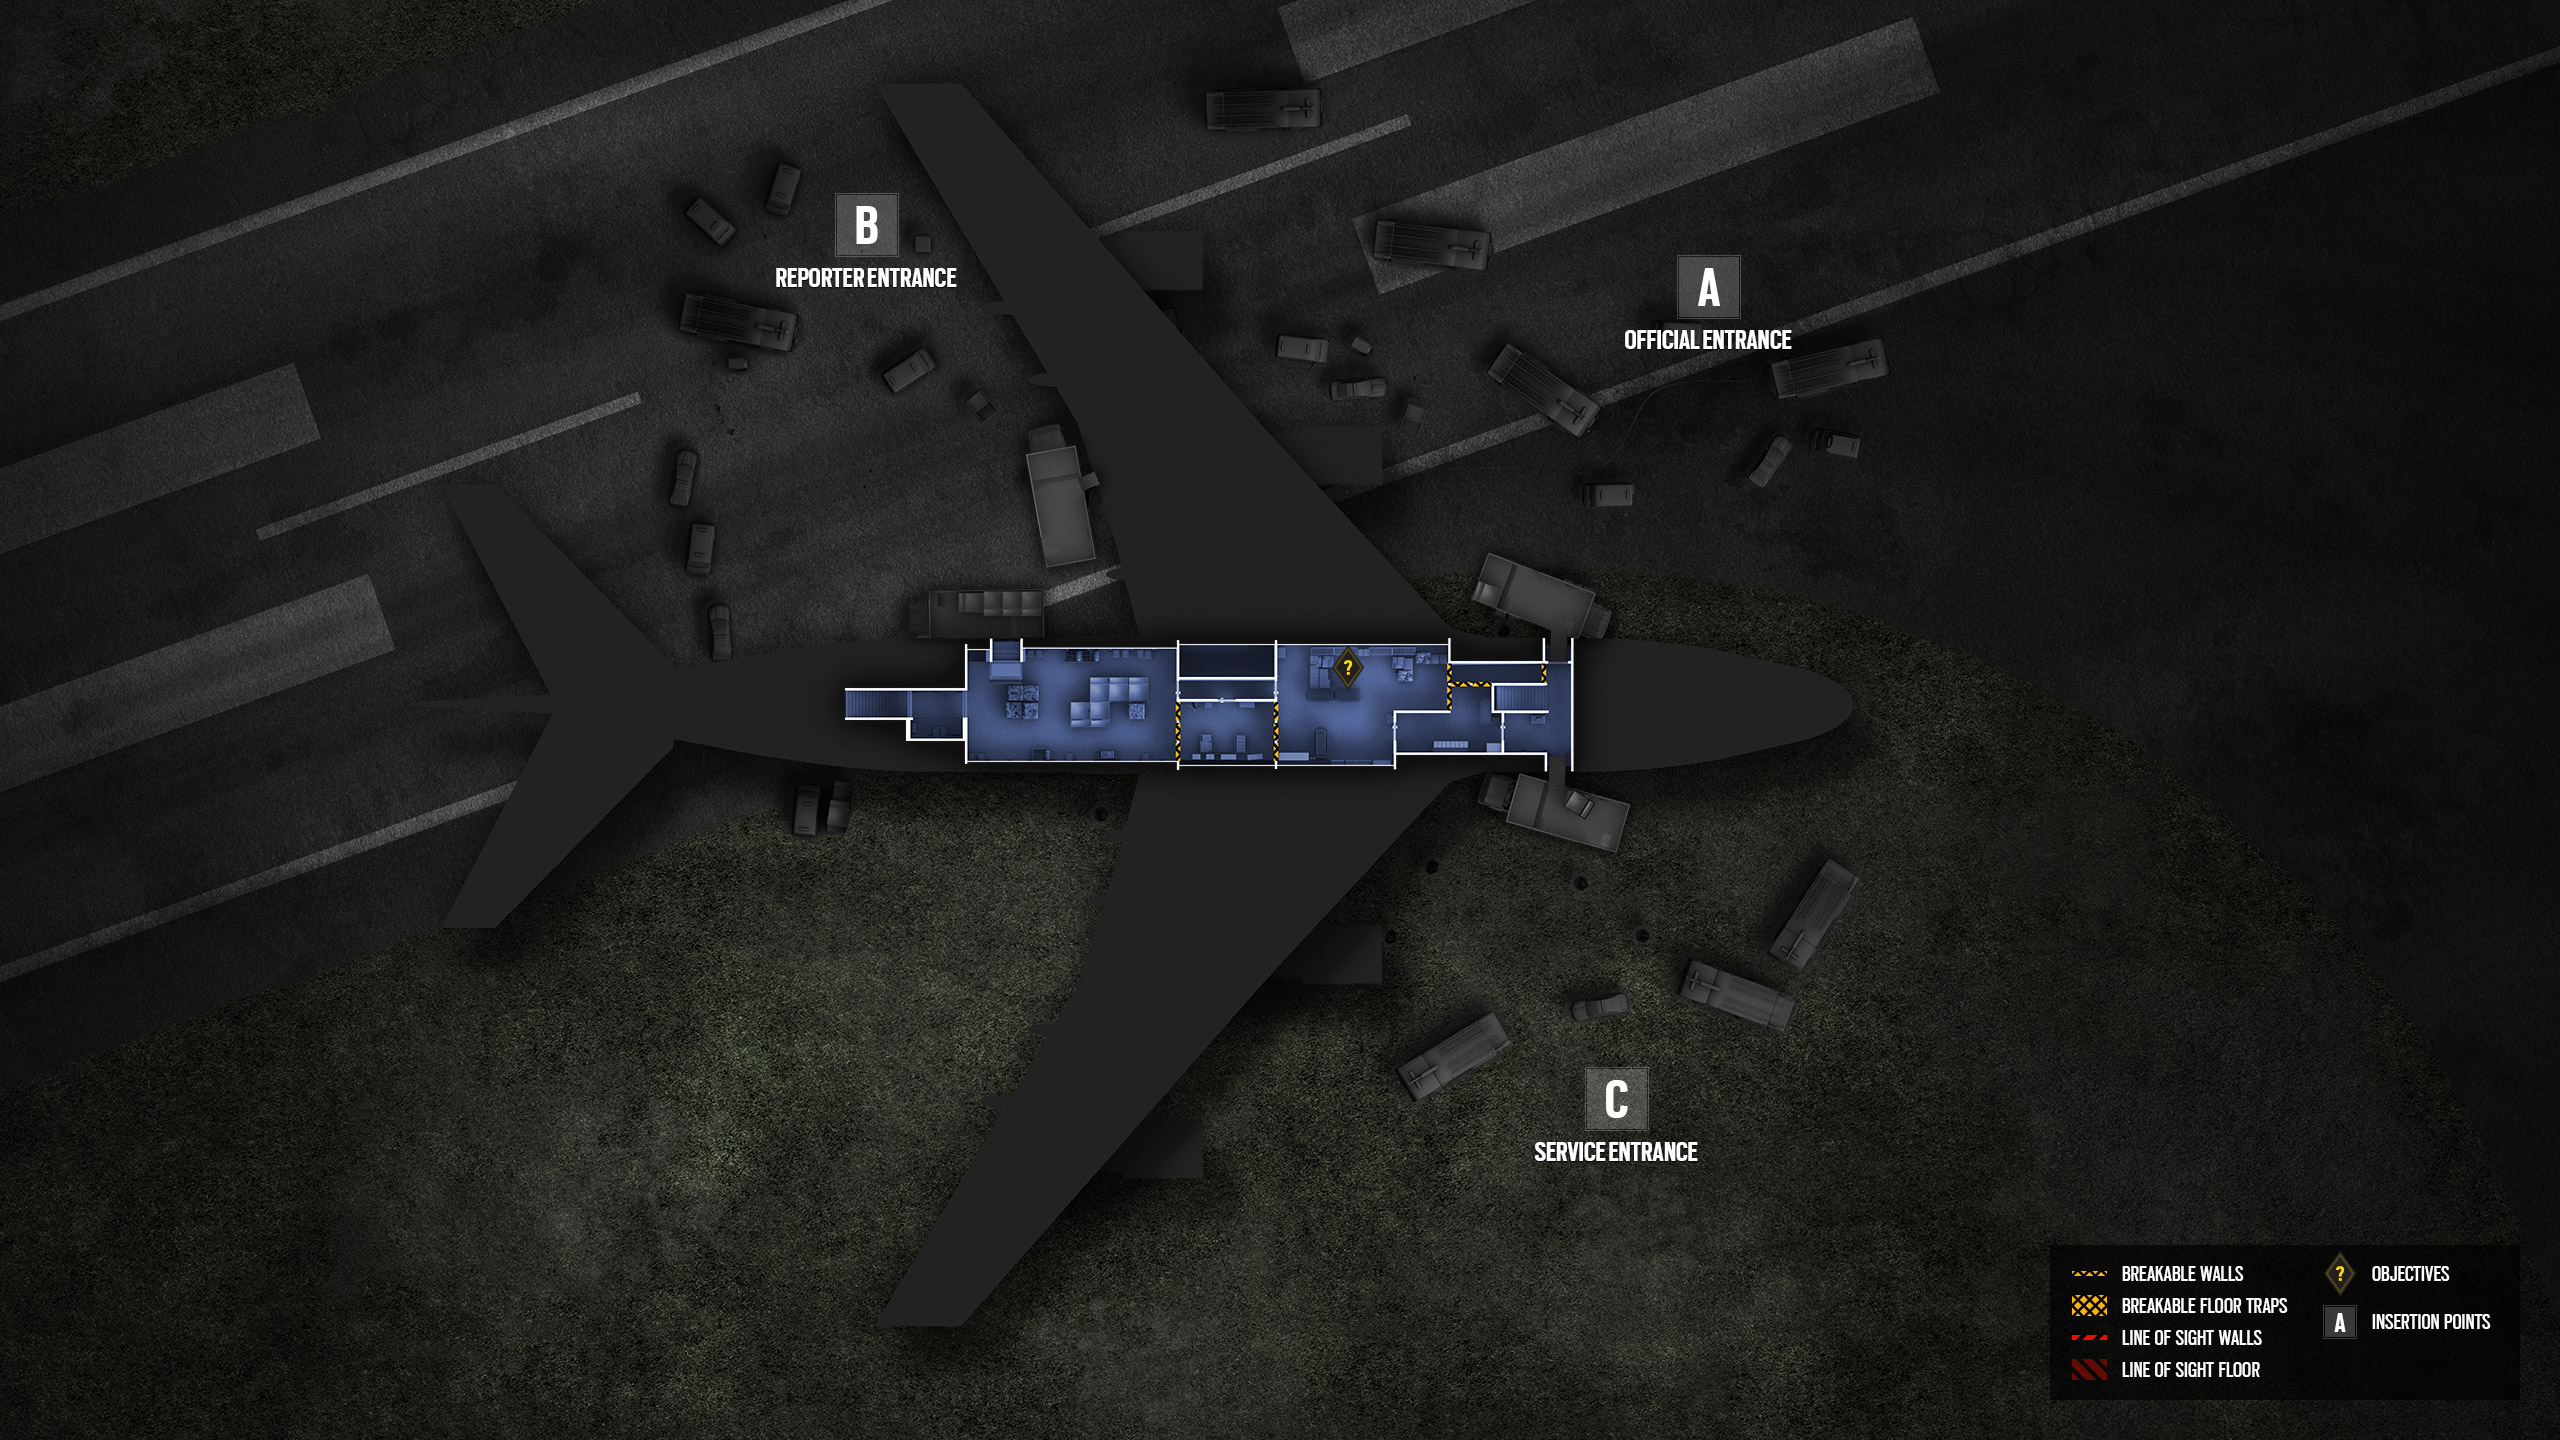 B
REPORTER ENTRANCE
A
OFFICIAL ENTRANCE
?
C
SERVICE ENTRANCE
BREAKABLE WALLS
BREAKABLE FLOOR TRAPS
LINE OF SIGHT WALLS
LINE OF SIGHT FLOOR
? OBJECTIVES
A INSERTION POINTS